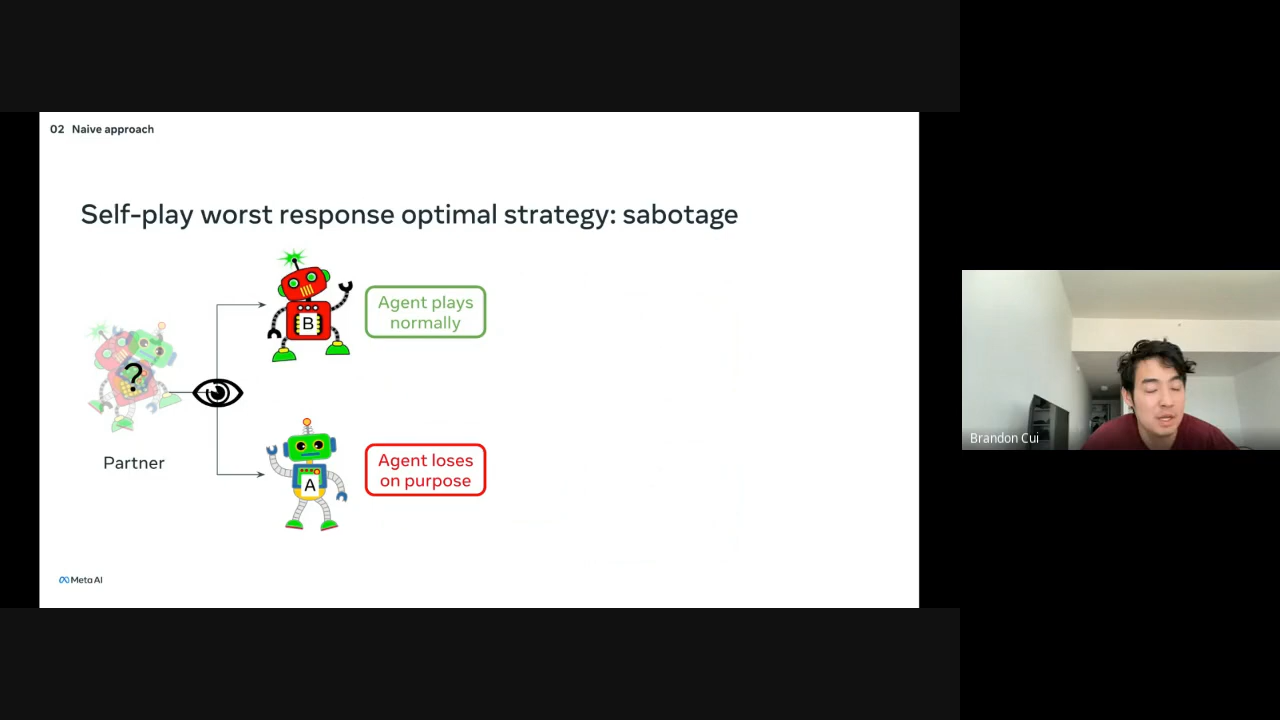 02 Naive approach
Self-play worst response optimal strategy: sabotage
B
Agent plays
normally
?
Partner
A
Agent loses
on purpose
Meta AI
Brandon Cui